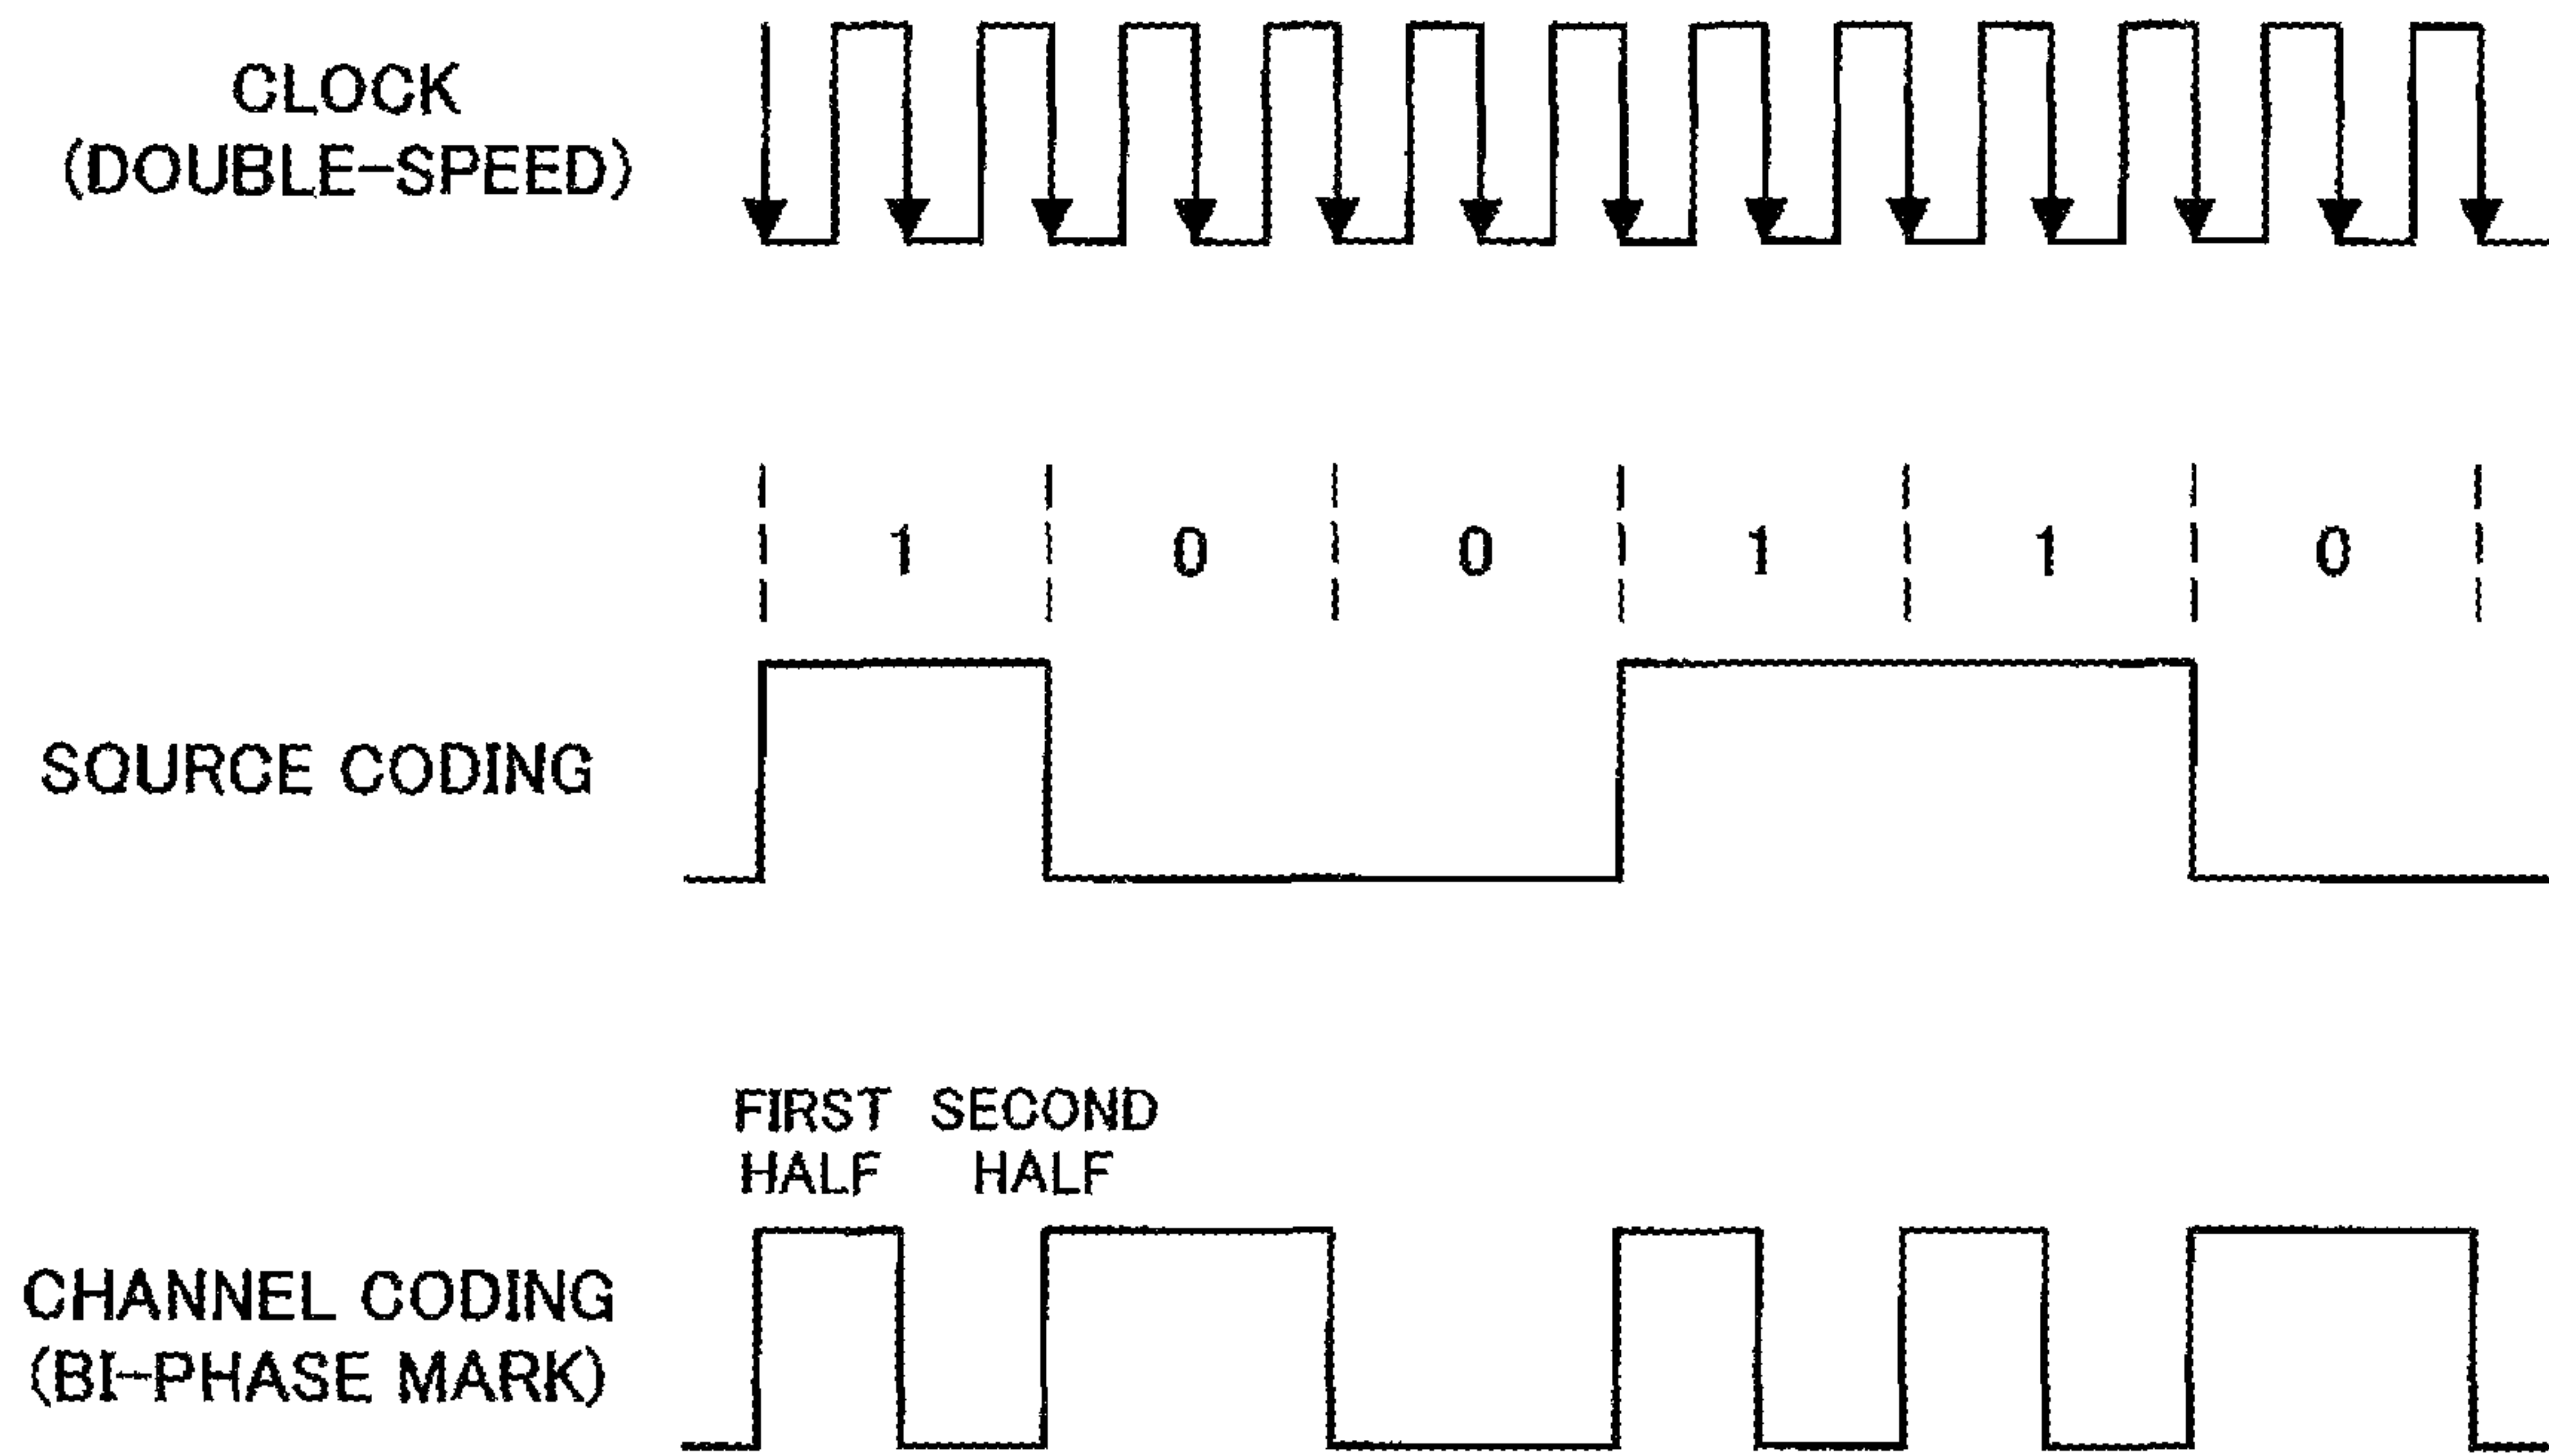 CLOCK
(DOUBLE-SPEED)
1 0 0 1 1 0
SOURCE CODING
FIRST SECOND
HALF HALF
CHANNEL CODING
(BI-PHASE MARK)